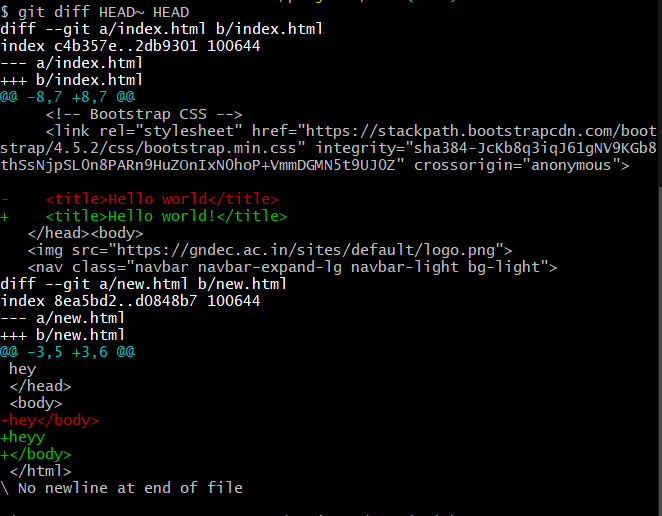 $ git diff HEAD~ HEAD
diff --git a/index.html b/index.html
index c4b357e..2db9301 100644
--- a/index.html
+++ b/index.html
@@ -8,7 +8,7 @@
     <!-- Bootstrap CSS -->
     <link rel="stylesheet" href="https://stackpath.bootstrapcdn.com/boot
strap/4.5.2/css/bootstrap.min.css" integrity="sha384-JcKb8q3iqJ61gNV9KGb8
thSsNjpSL0n8PARn9HuZOnIxN0hoP+VmmDGMN5t9UJ0Z" crossorigin="anonymous">

-    <title>Hello world</title>
+    <title>Hello world!</title>
   </head><body>
   <img src="https://gndec.ac.in/sites/default/logo.png">
   <nav class="navbar navbar-expand-lg navbar-light bg-light">
diff --git a/new.html b/new.html
index 8ea5bd2..d0848b7 100644
--- a/new.html
+++ b/new.html
@@ -3,5 +3,6 @@
 hey
 </head>
 <body>
-hey</body>
+heyy
+</body>
 </html>
\ No newline at end of file